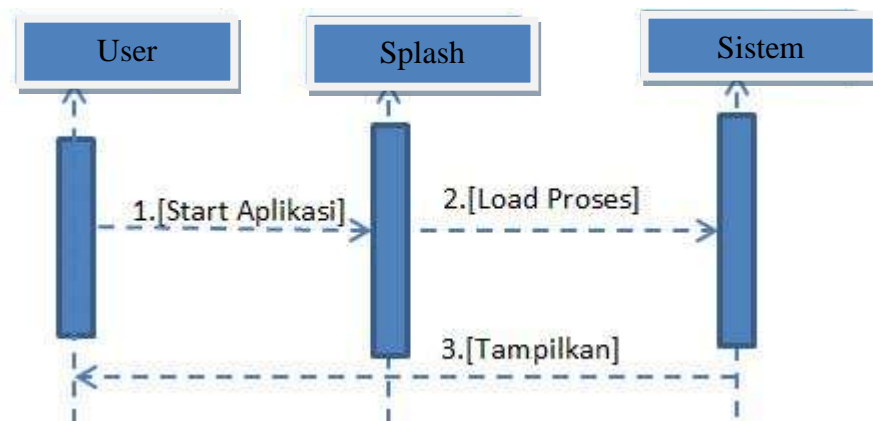 User
Splash
Sistem
1.[Start Aplikasi]
2.[Load Proses]
3.[Tampilkan]